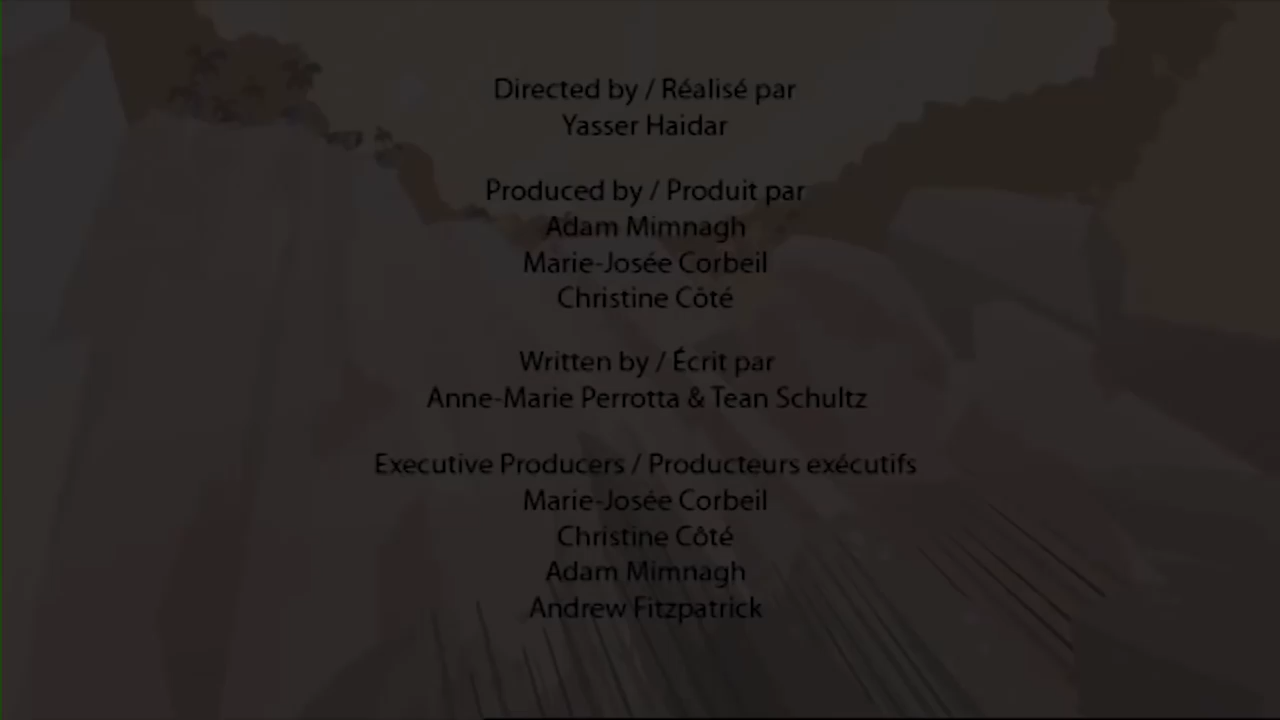 Directed by / Réalisé par
Yasser Haidar
Produced by / Produit par
Adam Mimnagh
Marie-Josée Corbeil
Christine Côté
Written by / Écrit par
Anne-Marie Perrotta & Tean Schultz
Executive Producers / Producteurs exécutifs
Marie-Josée Corbeil
Christine Côté
Adam Mimnagh
Andrew Fitzpatrick